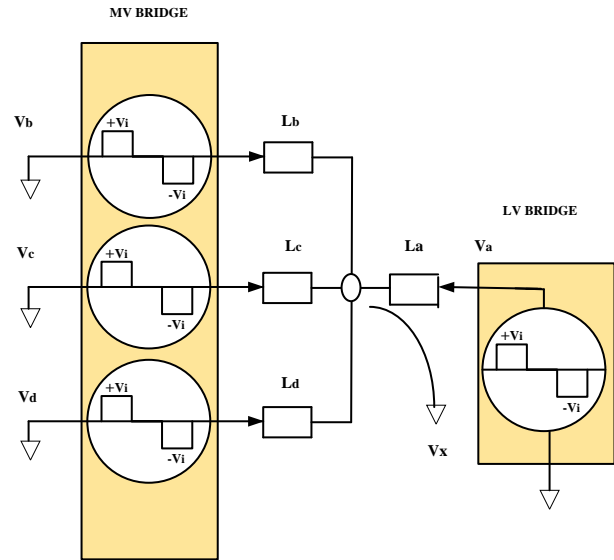 MV BRIDGE
Vb
+Vi
-Vi
Lb
Vc
+Vi
-Vi
Lc
Vd
+Vi
-Vi
Ld
La
Va
LV BRIDGE
+Vi
-Vi
Vx